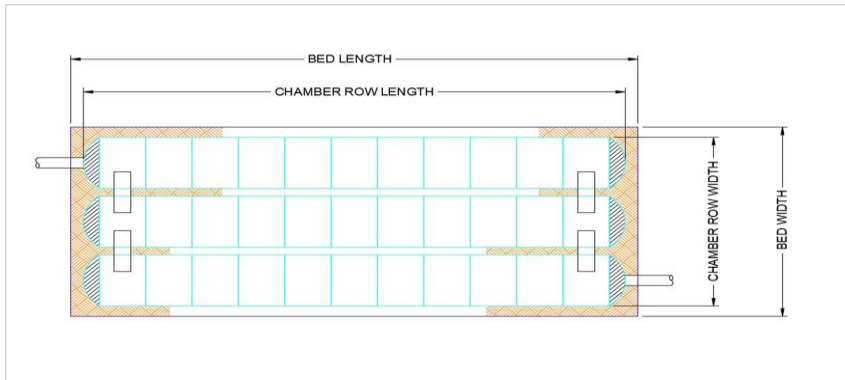 BED LENGTH
CHAMBER ROW LENGTH
CHAMBER ROW WIDTH
BED WIDTH